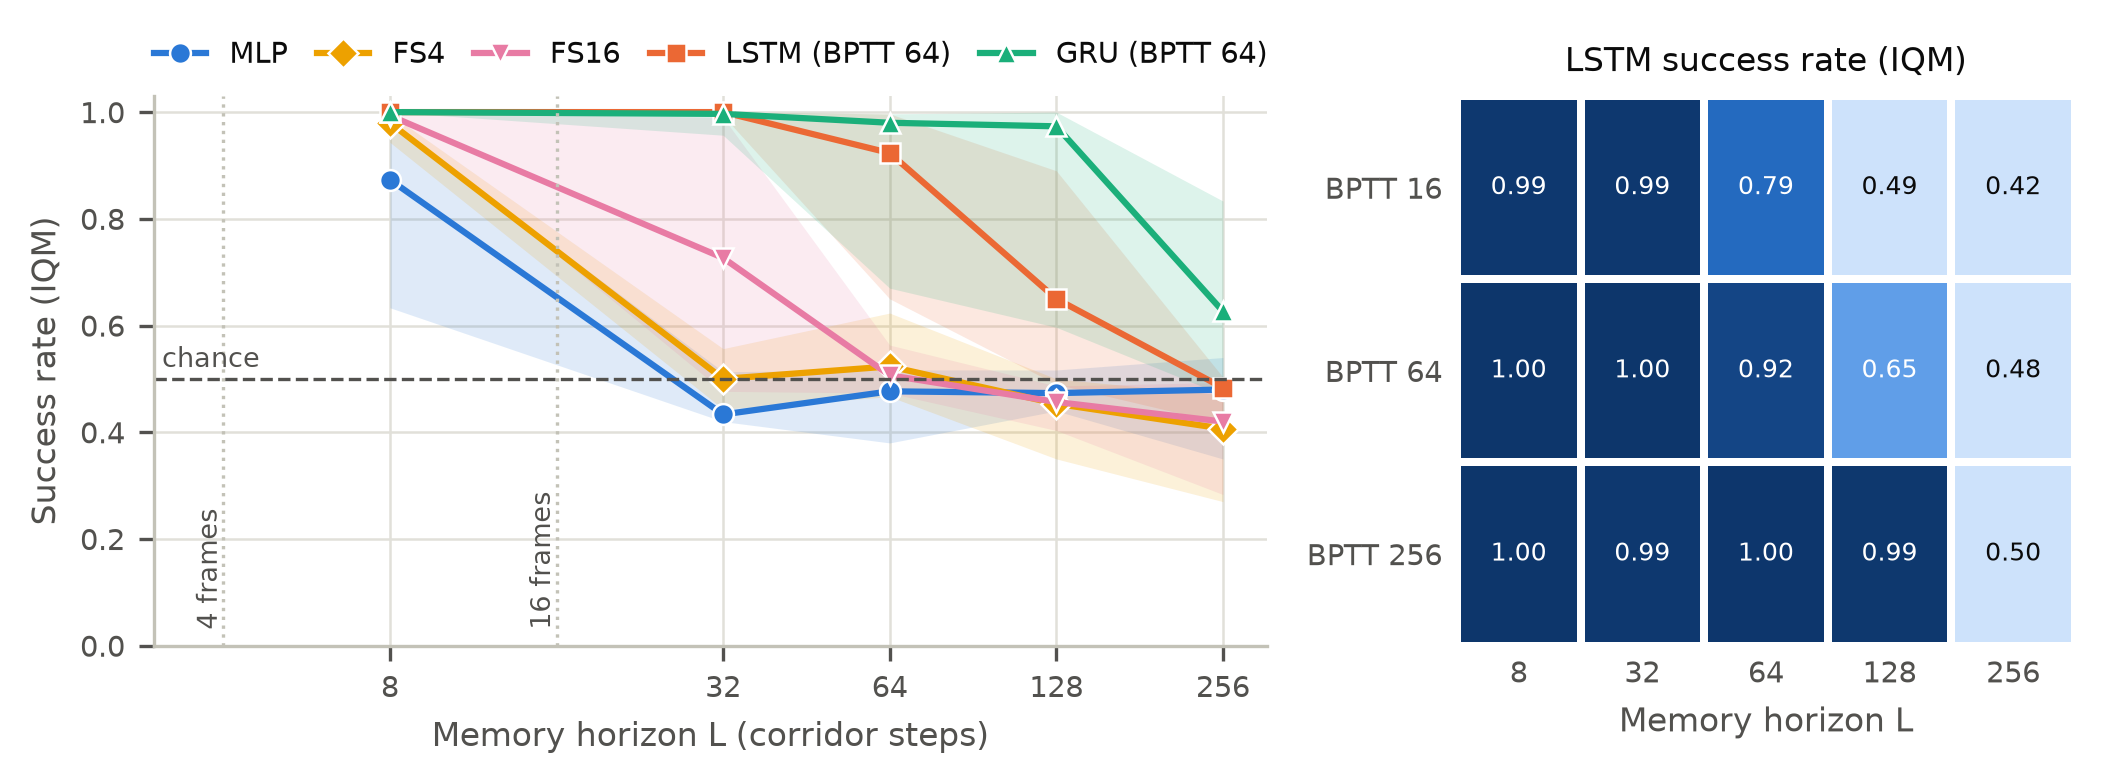 MLP FS4 FS16 LSTM (BPTT 64) GRU (BPTT 64)
Success rate (IQM)
1.0
0.8
0.6
0.4
0.2
0.0
chance
4 frames
16 frames
8 32 64 128 256
Memory horizon L (corridor steps)
LSTM success rate (IQM)
BPTT 16 0.99 0.99 0.79 0.49 0.42
BPTT 64 1.00 1.00 0.92 0.65 0.48
BPTT 256 1.00 0.99 1.00 0.99 0.50
8 32 64 128 256
Memory horizon L